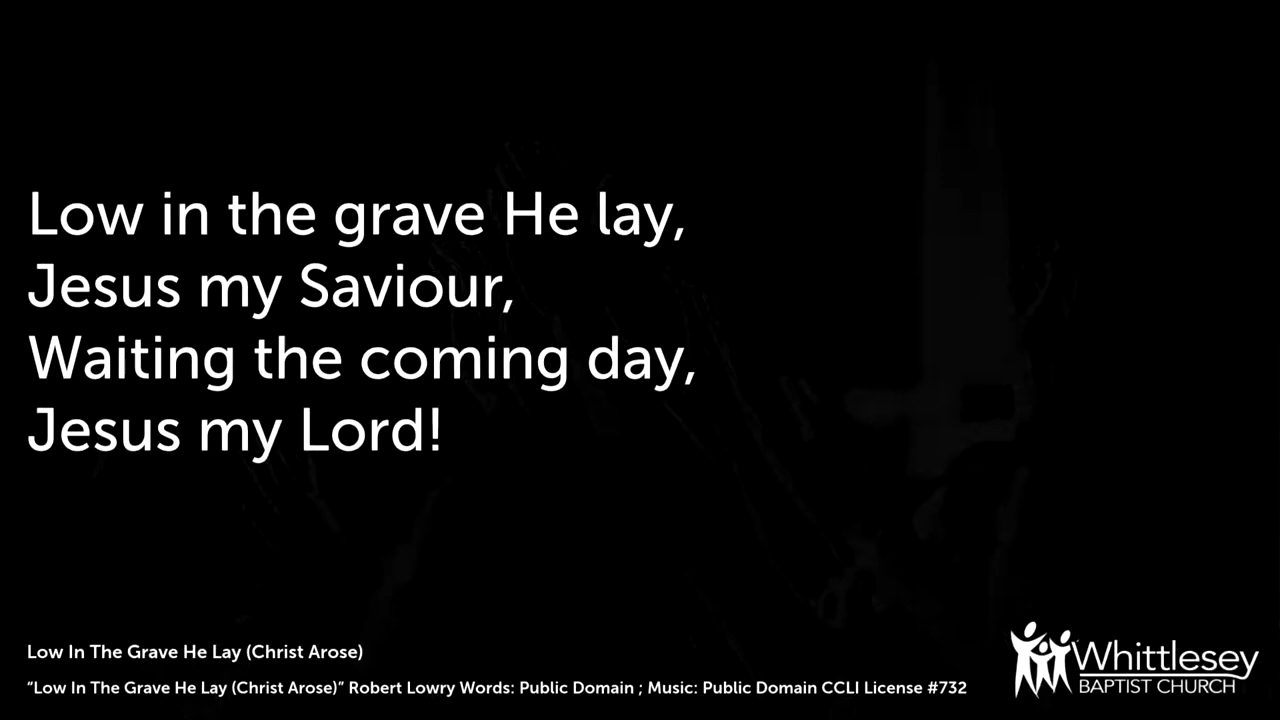 Low in the grave He lay,
Jesus my Saviour,
Waiting the coming day,
Jesus my Lord!
Low In The Grave He Lay (Christ Arose)
“Low In The Grave He Lay (Christ Arose)” Robert Lowry Words: Public Domain ; Music: Public Domain CCLI License #732
Whittlesey
BAPTIST CHURCH